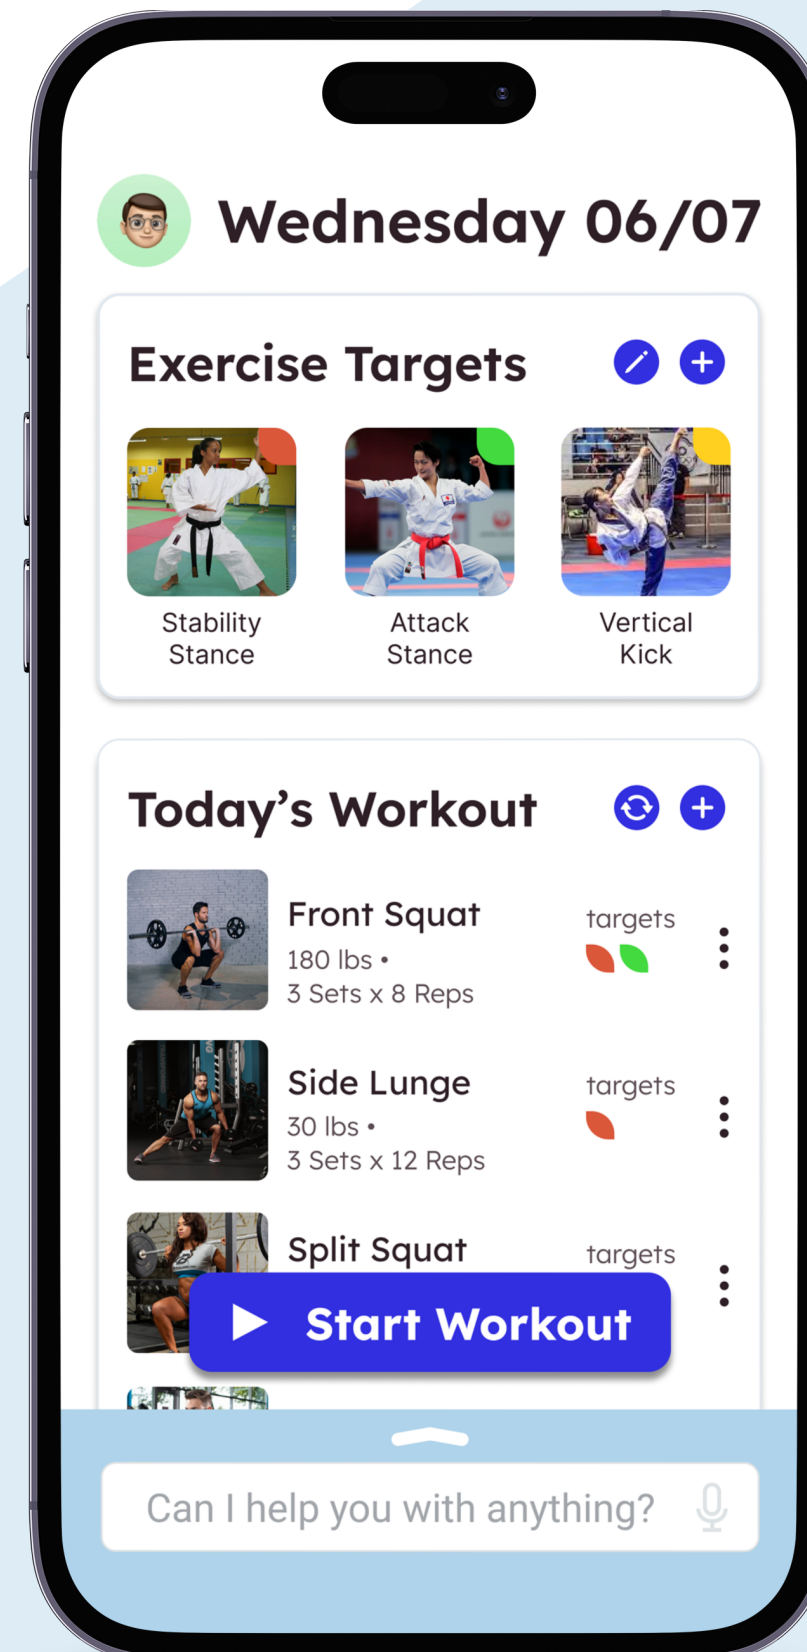 Wednesday 06/07
Exercise Targets
Stability
Stance
Attack
Stance
Vertical
Kick
Today’s Workout
Front Squat
180 lbs •
3 Sets x 8 Reps
targets
Side Lunge
30 lbs •
3 Sets x 12 Reps
targets
Split Squat
targets
Start Workout
Can I help you with anything?